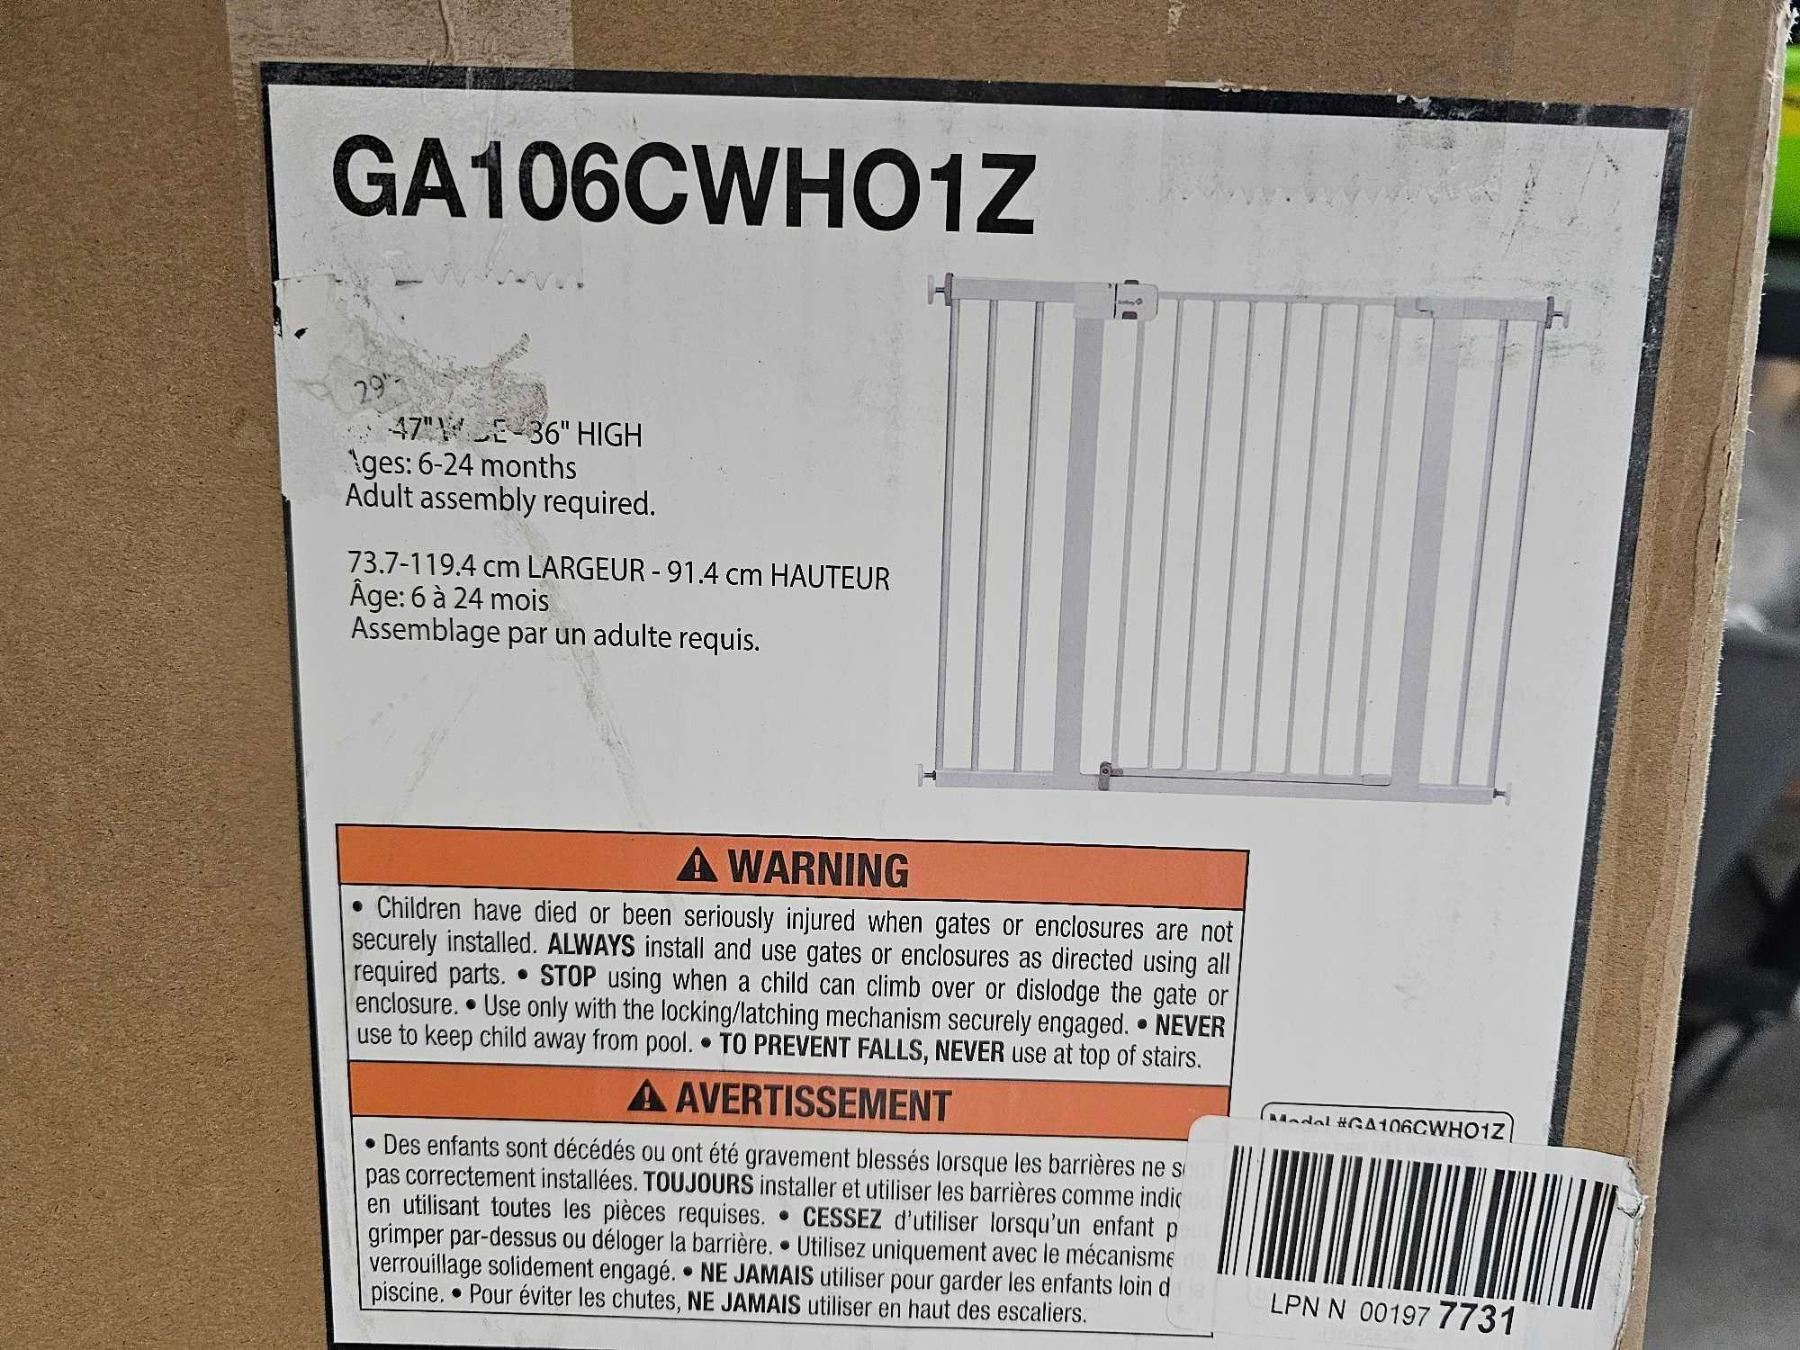 GA106CWHO1Z
29"
-47" - 36" HIGH
Ages: 6-24 months
Adult assembly required.
73.7-119.4 cm LARGEUR - 91.4 cm HAUTEUR
Âge: 6 à 24 mois
Assemblage par un adulte requis.
Safety
WARNING
• Children have died or been seriously injured when gates or enclosures are not
securely installed. ALWAYS install and use gates or enclosures as directed using all
required parts. • STOP using when a child can climb over or dislodge the gate or
enclosure. • Use only with the locking/latching mechanism securely engaged. • NEVER
use to keep child away from pool. • TO PREVENT FALLS, NEVER use at top of stairs.
AVERTISSEMENT
• Des enfants sont décédés ou ont été gravement blessés lorsque les barrières ne
pas correctement installées. TOUJOURS installer et utiliser les barrières comme
en utilisant toutes les pièces requises. • CESSEZ d'utiliser lorsqu'un enfant
grimper par-dessus ou déloger la barrière. • Utilisez uniquement avec le mécanisme
verrouillage solidement engagé. • NE JAMAIS utiliser pour garder les enfants loin
piscine. • Pour éviter les chutes, NE JAMAIS utiliser en haut des escaliers.
Model #GA106CWHO1Z
LPN N 00197 7731